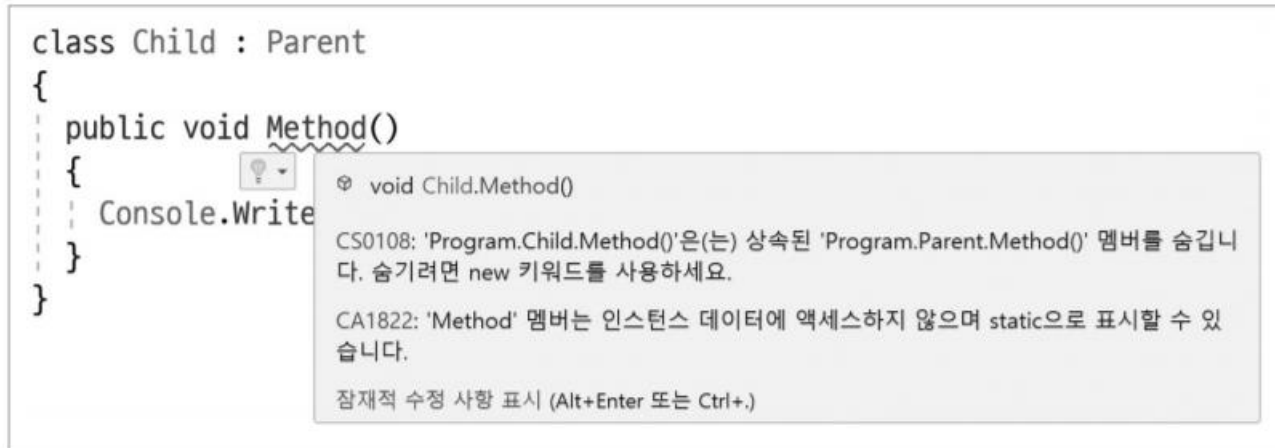 class Child : Parent
{
public void Method()
{
Console.Write
}
}
void Child.Method()
CS0108: 'Program.Child.Method()'은(는) 상속된 'Program.Parent.Method()' 멤버를 숨깁니
다. 숨기려면 new 키워드를 사용하세요.
CA1822: 'Method' 멤버는 인스턴스 데이터에 액세스하지 않으며 static으로 표시할 수 있
습니다.
잠재적 수정 사항 표시 (Alt+Enter 또는 Ctrl+.)